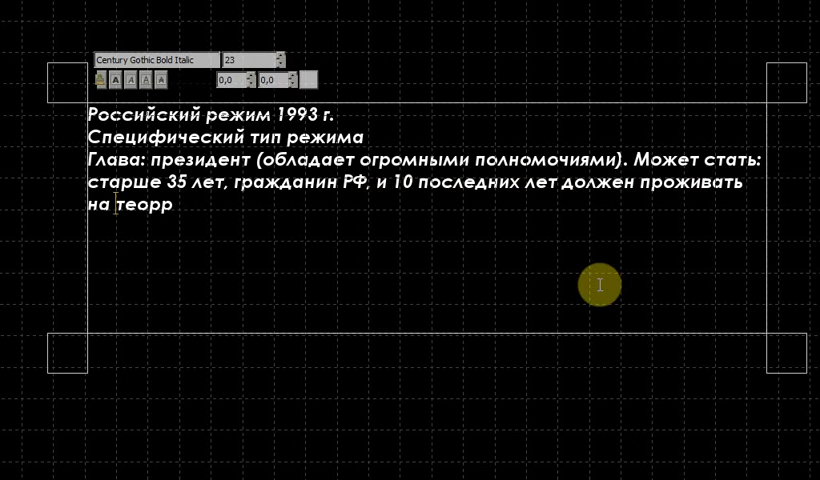 Century Gothic Bold Italic 23
A A A A 0,0 0,0
Российский режим 1993 г.
Специфический тип режима
Глава: президент (обладает огромными полномочиями). Может стать:
старше 35 лет, гражданин РФ, и 10 последних лет должен проживать
на теорр